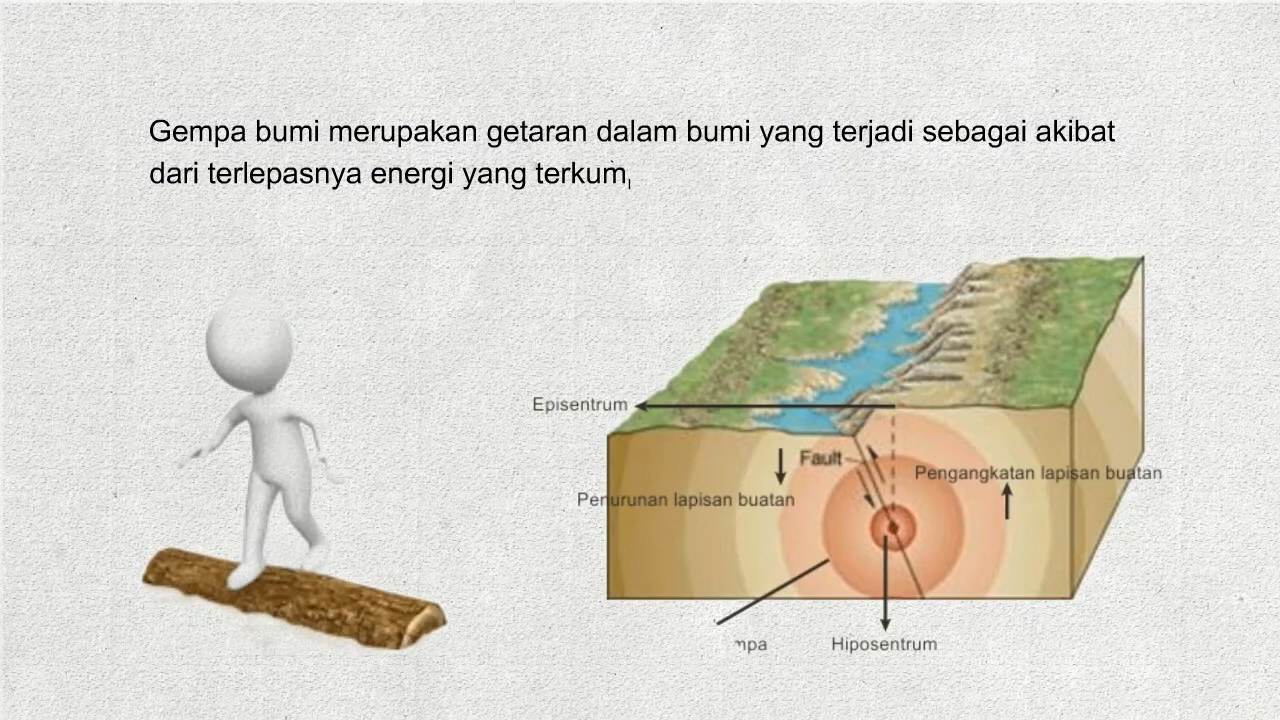 Gempa bumi merupakan getaran dalam bumi yang terjadi sebagai akibat
dari terlepasnya energi yang terkum
Episentrum
Fault
Pengangkatan lapisan buatan
Penurunan lapisan buatan
mpa
Hiposentrum